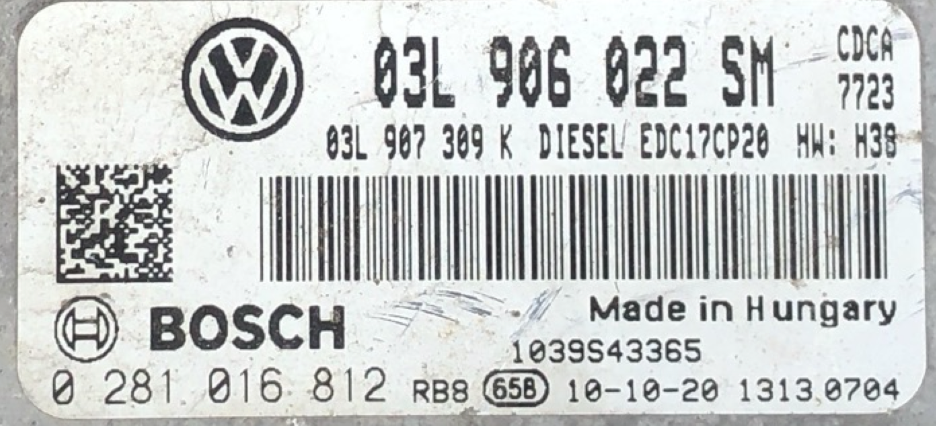 03L 906 022 SM CDCA
7723
03L 907 309 K DIESEL EDC17CP20 HW: H38
BOSCH
Made in Hungary
1039S43365
0 281 016 812 RB8 65B 10-10-20 1313 0704